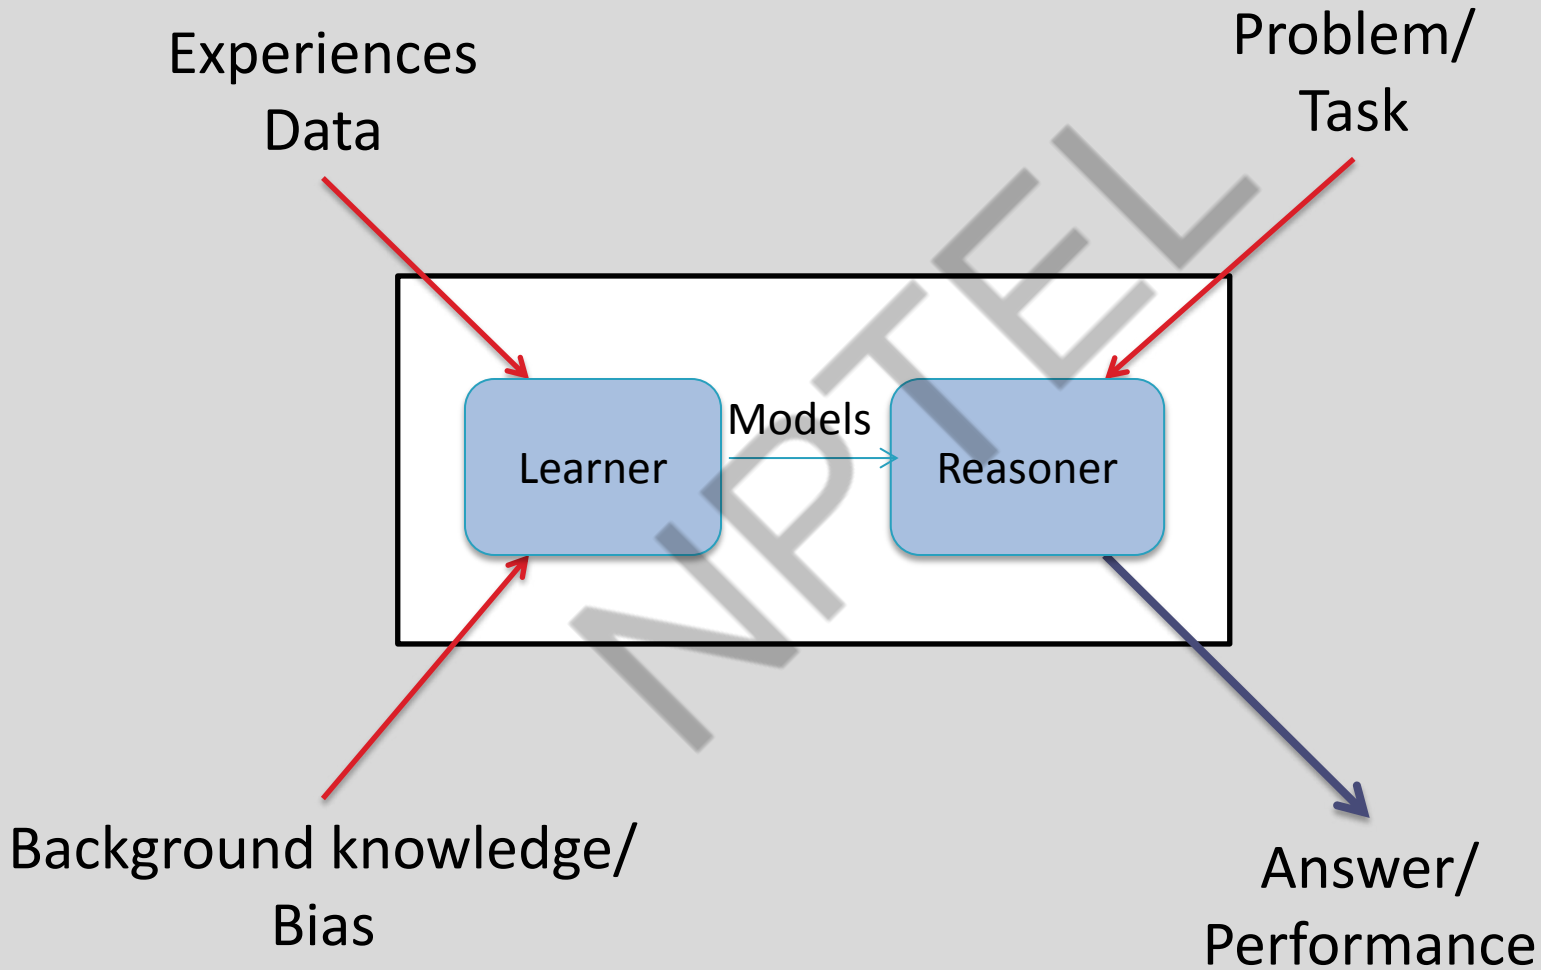 Experiences
Data
Problem/
Task
Models
Learner
Reasoner
Background knowledge/
Bias
Answer/
Performance
NPTEL